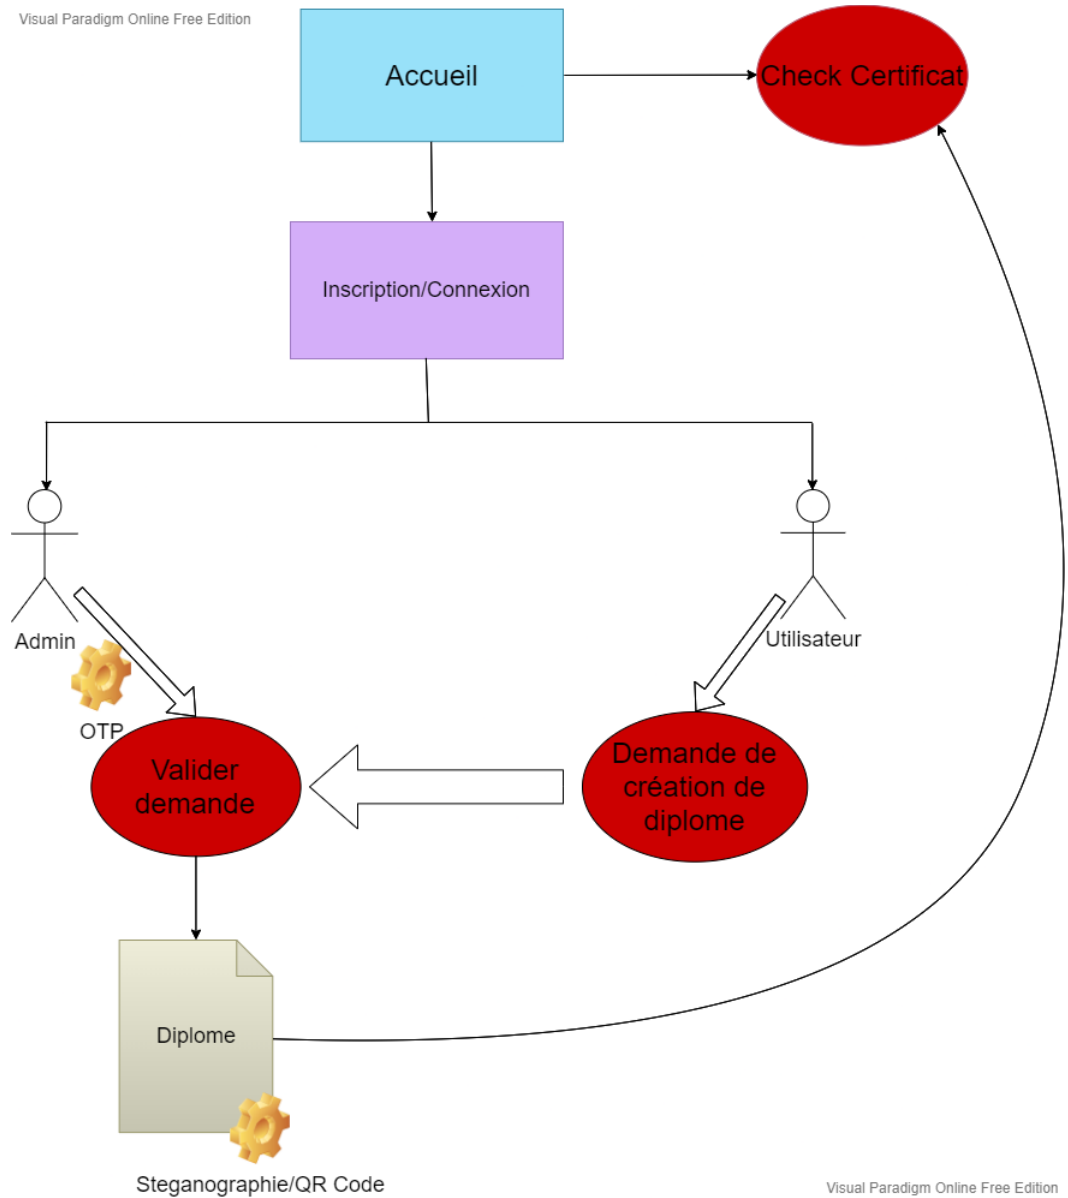 Visual Paradigm Online Free Edition
Accueil
Check Certificat
Inscription/Connexion
Admin
Utilisateur
OTP
Valider
demande
Demande de
création de
diplome
Diplome
Steganographie/QR Code
Visual Paradigm Online Free Edition